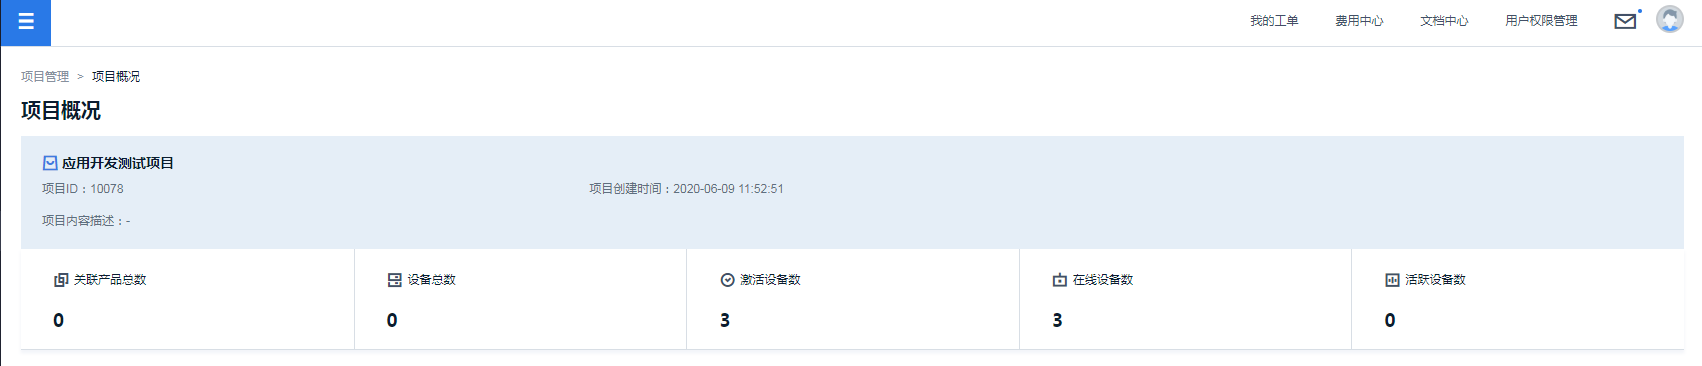 我的工单 费用中心 文档中心 用户权限管理
项目管理 > 项目概况
项目概况
应用开发测试项目
项目ID：10078 项目创建时间：2020-06-09 11:52:51
项目内容描述：-
关联产品总数 设备总数 激活设备数 在线设备数 活跃设备数
0 0 3 3 0